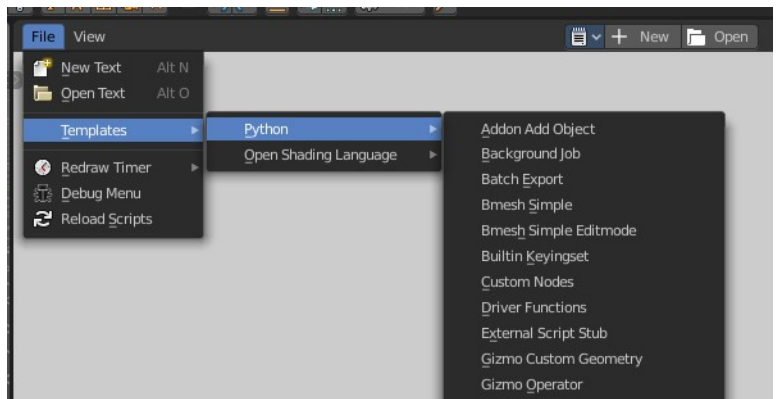 File View
New Open
New Text Alt N
Open Text Alt O
Templates
Redraw Timer
Debug Menu
Reload Scripts
Python
Open Shading Language
Addon Add Object
Background Job
Batch Export
Bmesh Simple
Bmesh Simple Editmode
Builtin Keyingset
Custom Nodes
Driver Functions
External Script Stub
Gizmo Custom Geometry
Gizmo Operator